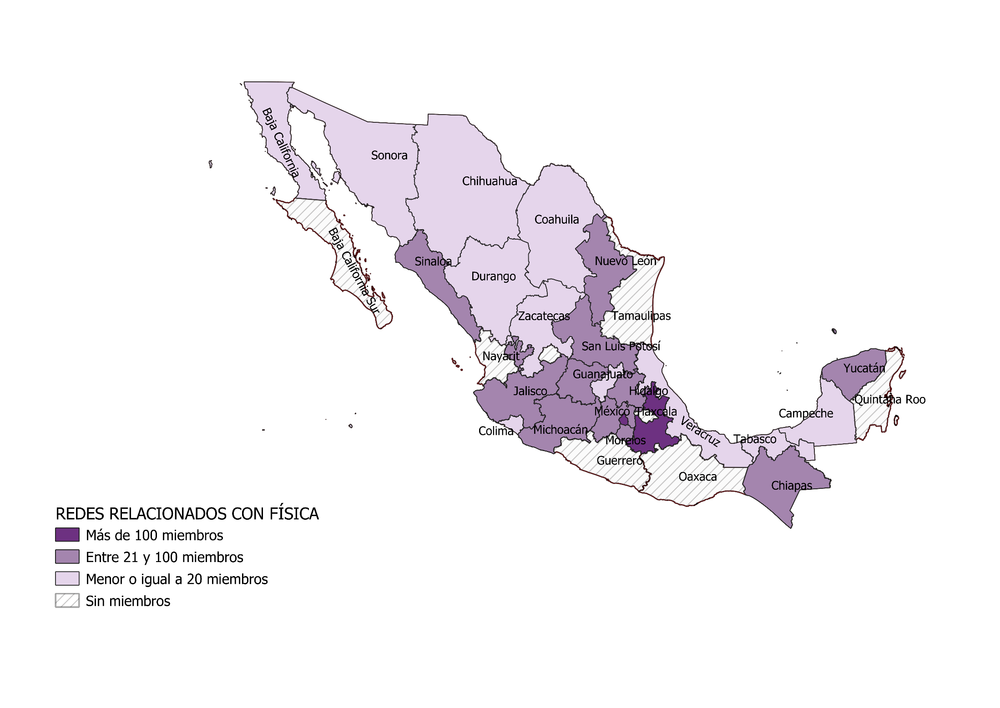 Baja California
Sonora
Chihuahua
Coahuila
Baja California Sur
Sinaloa
Nuevo León
Durango
Zacatecas
Tamaulipas
San Luis Potosí
Nayarit
Yucatán
Guanajuato
Jalisco
Hidalgo
Quintana Roo
México
Tlaxcala
Campeche
Colima
Michoacán
Veracruz
Morelos
Tabasco
Guerrero
Oaxaca
Chiapas
REDES RELACIONADOS CON FÍSICA
Más de 100 miembros
Entre 21 y 100 miembros
Menor o igual a 20 miembros
Sin miembros